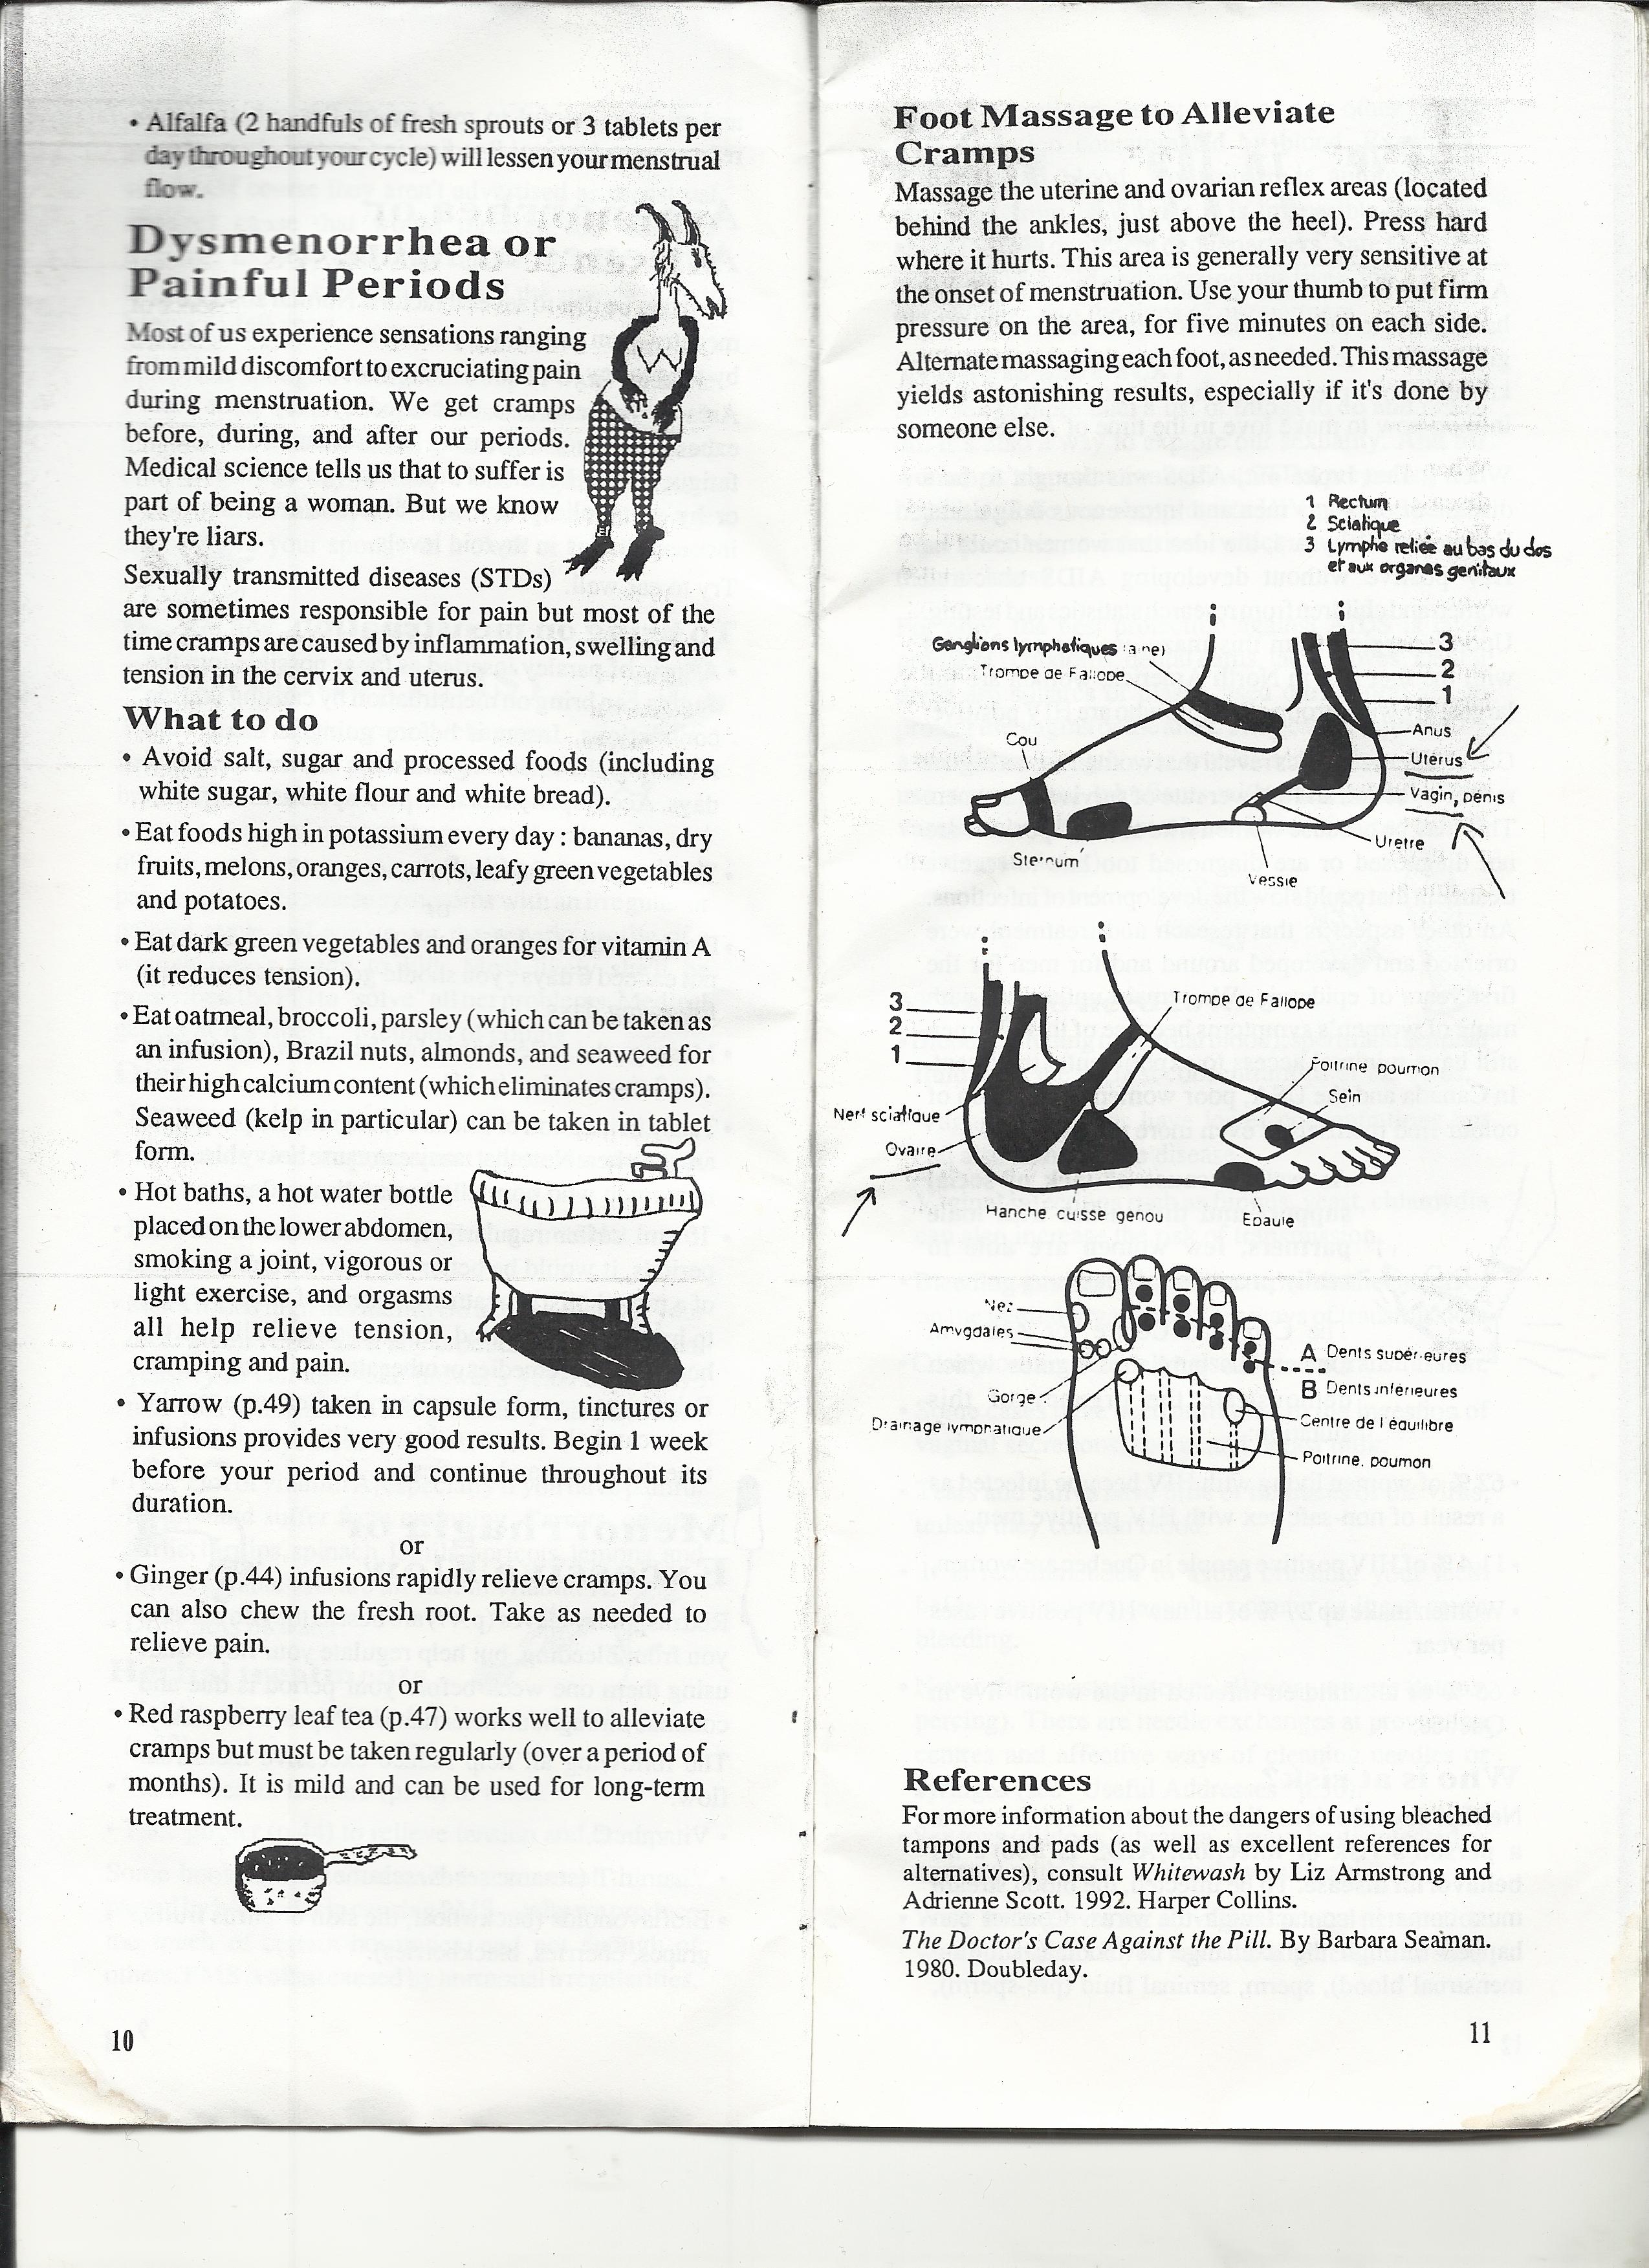 • Alfalfa (2 handfuls of fresh sprouts or 3 tablets per
day throughout your cycle) will lessen your menstrual
flow.
Dysmenorrhea or
Painful Periods
Most of us experience sensations ranging
from mild discomfort to excruciating pain
during menstruation. We get cramps
before, during, and after our periods.
Medical science tells us that to suffer is
part of being a woman. But we know
they're liars.
Sexually transmitted diseases (STDs)
are sometimes responsible for pain but most of the
time cramps are caused by inflammation, swelling and
tension in the cervix and uterus.
What to do
• Avoid salt, sugar and processed foods (including
white sugar, white flour and white bread).
• Eat foods high in potassium every day : bananas, dry
fruits, melons, oranges, carrots, leafy green vegetables
and potatoes.
• Eat dark green vegetables and oranges for vitamin A
(it reduces tension).
• Eat oatmeal, broccoli, parsley (which can be taken as
an infusion), Brazil nuts, almonds, and seaweed for
their high calcium content (which eliminates cramps).
Seaweed (kelp in particular) can be taken in tablet
form.
• Hot baths, a hot water bottle
placed on the lower abdomen,
smoking a joint, vigorous or
light exercise, and orgasms
all help relieve tension,
cramping and pain.
• Yarrow (p.49) taken in capsule form, tinctures or
infusions provides very good results. Begin 1 week
before your period and continue throughout its
duration.
or
• Ginger (p.44) infusions rapidly relieve cramps. You
can also chew the fresh root. Take as needed to
relieve pain.
or
• Red raspberry leaf tea (p.47) works well to alleviate
cramps but must be taken regularly (over a period of
months). It is mild and can be used for long-term
treatment.
10
Foot Massage to Alleviate
Cramps
Massage the uterine and ovarian reflex areas (located
behind the ankles, just above the heel). Press hard
where it hurts. This area is generally very sensitive at
the onset of menstruation. Use your thumb to put firm
pressure on the area, for five minutes on each side.
Alternate massaging each foot, as needed. This massage
yields astonishing results, especially if it's done by
someone else.
1 Rectum
2 Sciatique
3 Lymphe reliée au bas du dos
et aux organes genitaux
Ganglions lymphatiques
Trompe de Fallope
3
2
1
Cou
Anus
Utérus
Vagin, penis
Uretre
Sternum
Vessie
3
2
1
Trompe de Fallope
Poitrine poumon
Sein
Nerf sciatique
Ovaire
Hanche cuisse genou
Epaule
Nez
Amygdales
A Dents supérieures
B Dents inférieures
Gorge
Drainage lymphatique
Centre de l'équilibre
Poitrine. poumon
References
For more information about the dangers of using bleached
tampons and pads (as well as excellent references for
alternatives), consult Whitewash by Liz Armstrong and
Adrienne Scott. 1992. Harper Collins.
The Doctor's Case Against the Pill. By Barbara Seaman.
1980. Doubleday.
11